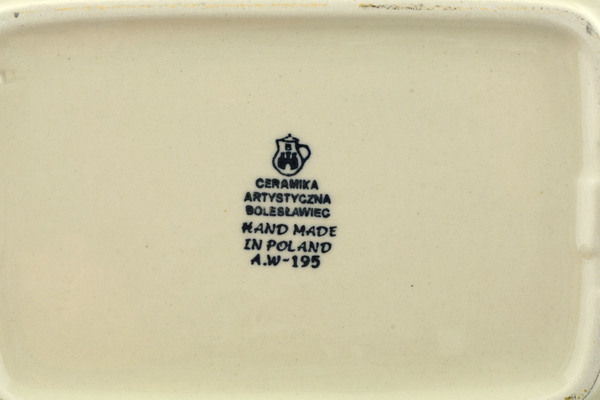 B
CERAMIKA
ARTYSTYCZNA
BOLESŁAWIEC
HAND MADE
IN POLAND
A.W-195